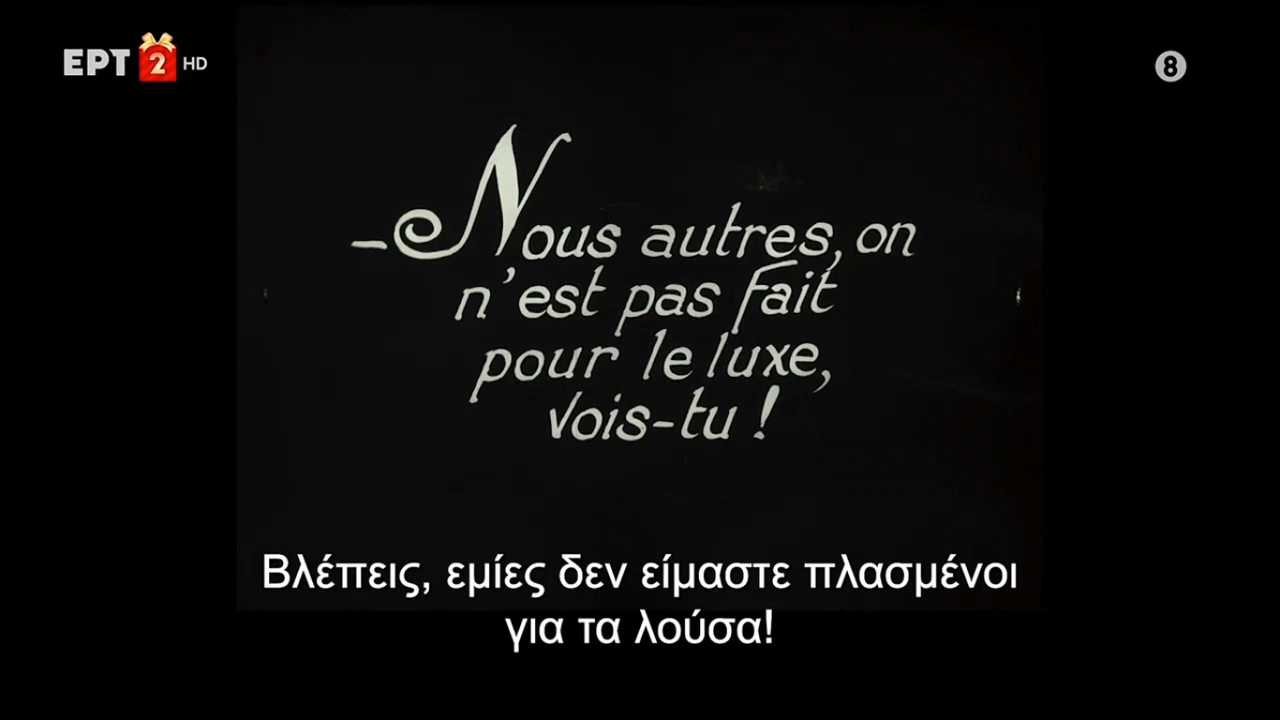 ΕΡΤ 2 HD
8
–Nous autres, on
n'est pas fait
pour le luxe,
vois-tu !
Βλέπεις, εμίες δεν είμαστε πλασμένοι
για τα λούσα!